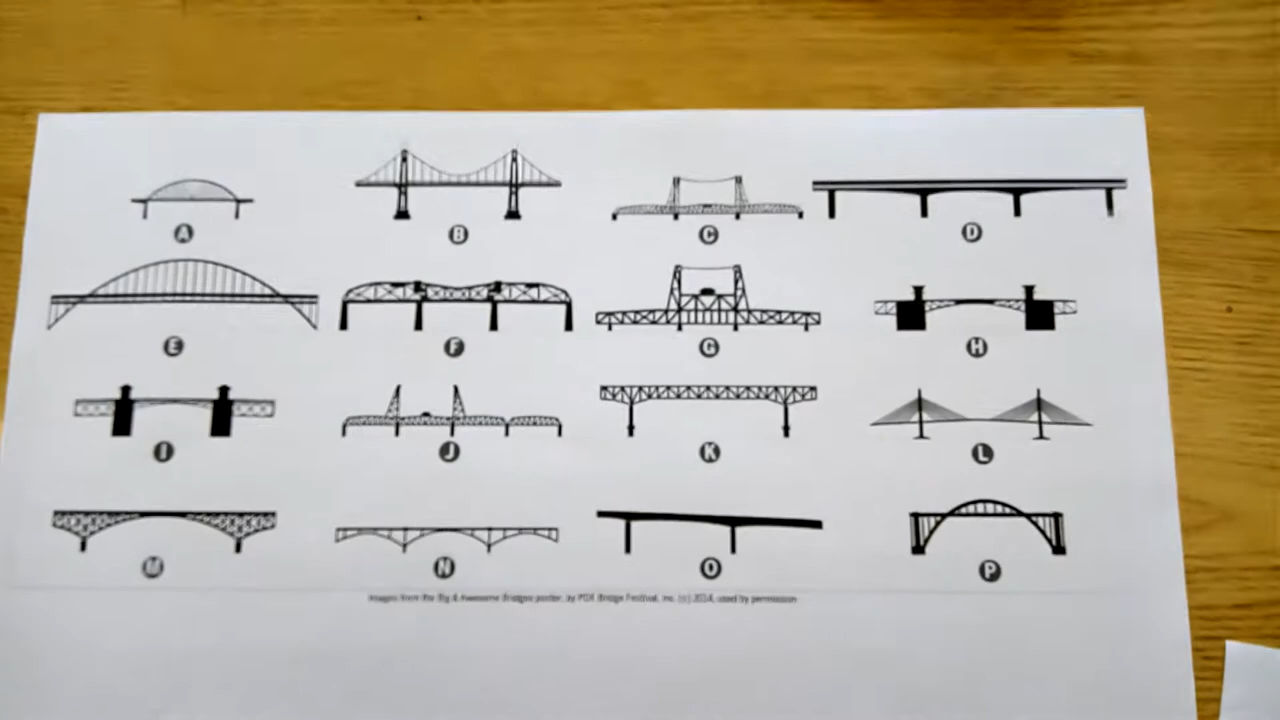 A B C D
E F G H
I J K L
M N O P
Images from the Big & Awesome Bridges poster, by PDX Bridge Festival, Inc. (c) 2014, used by permission